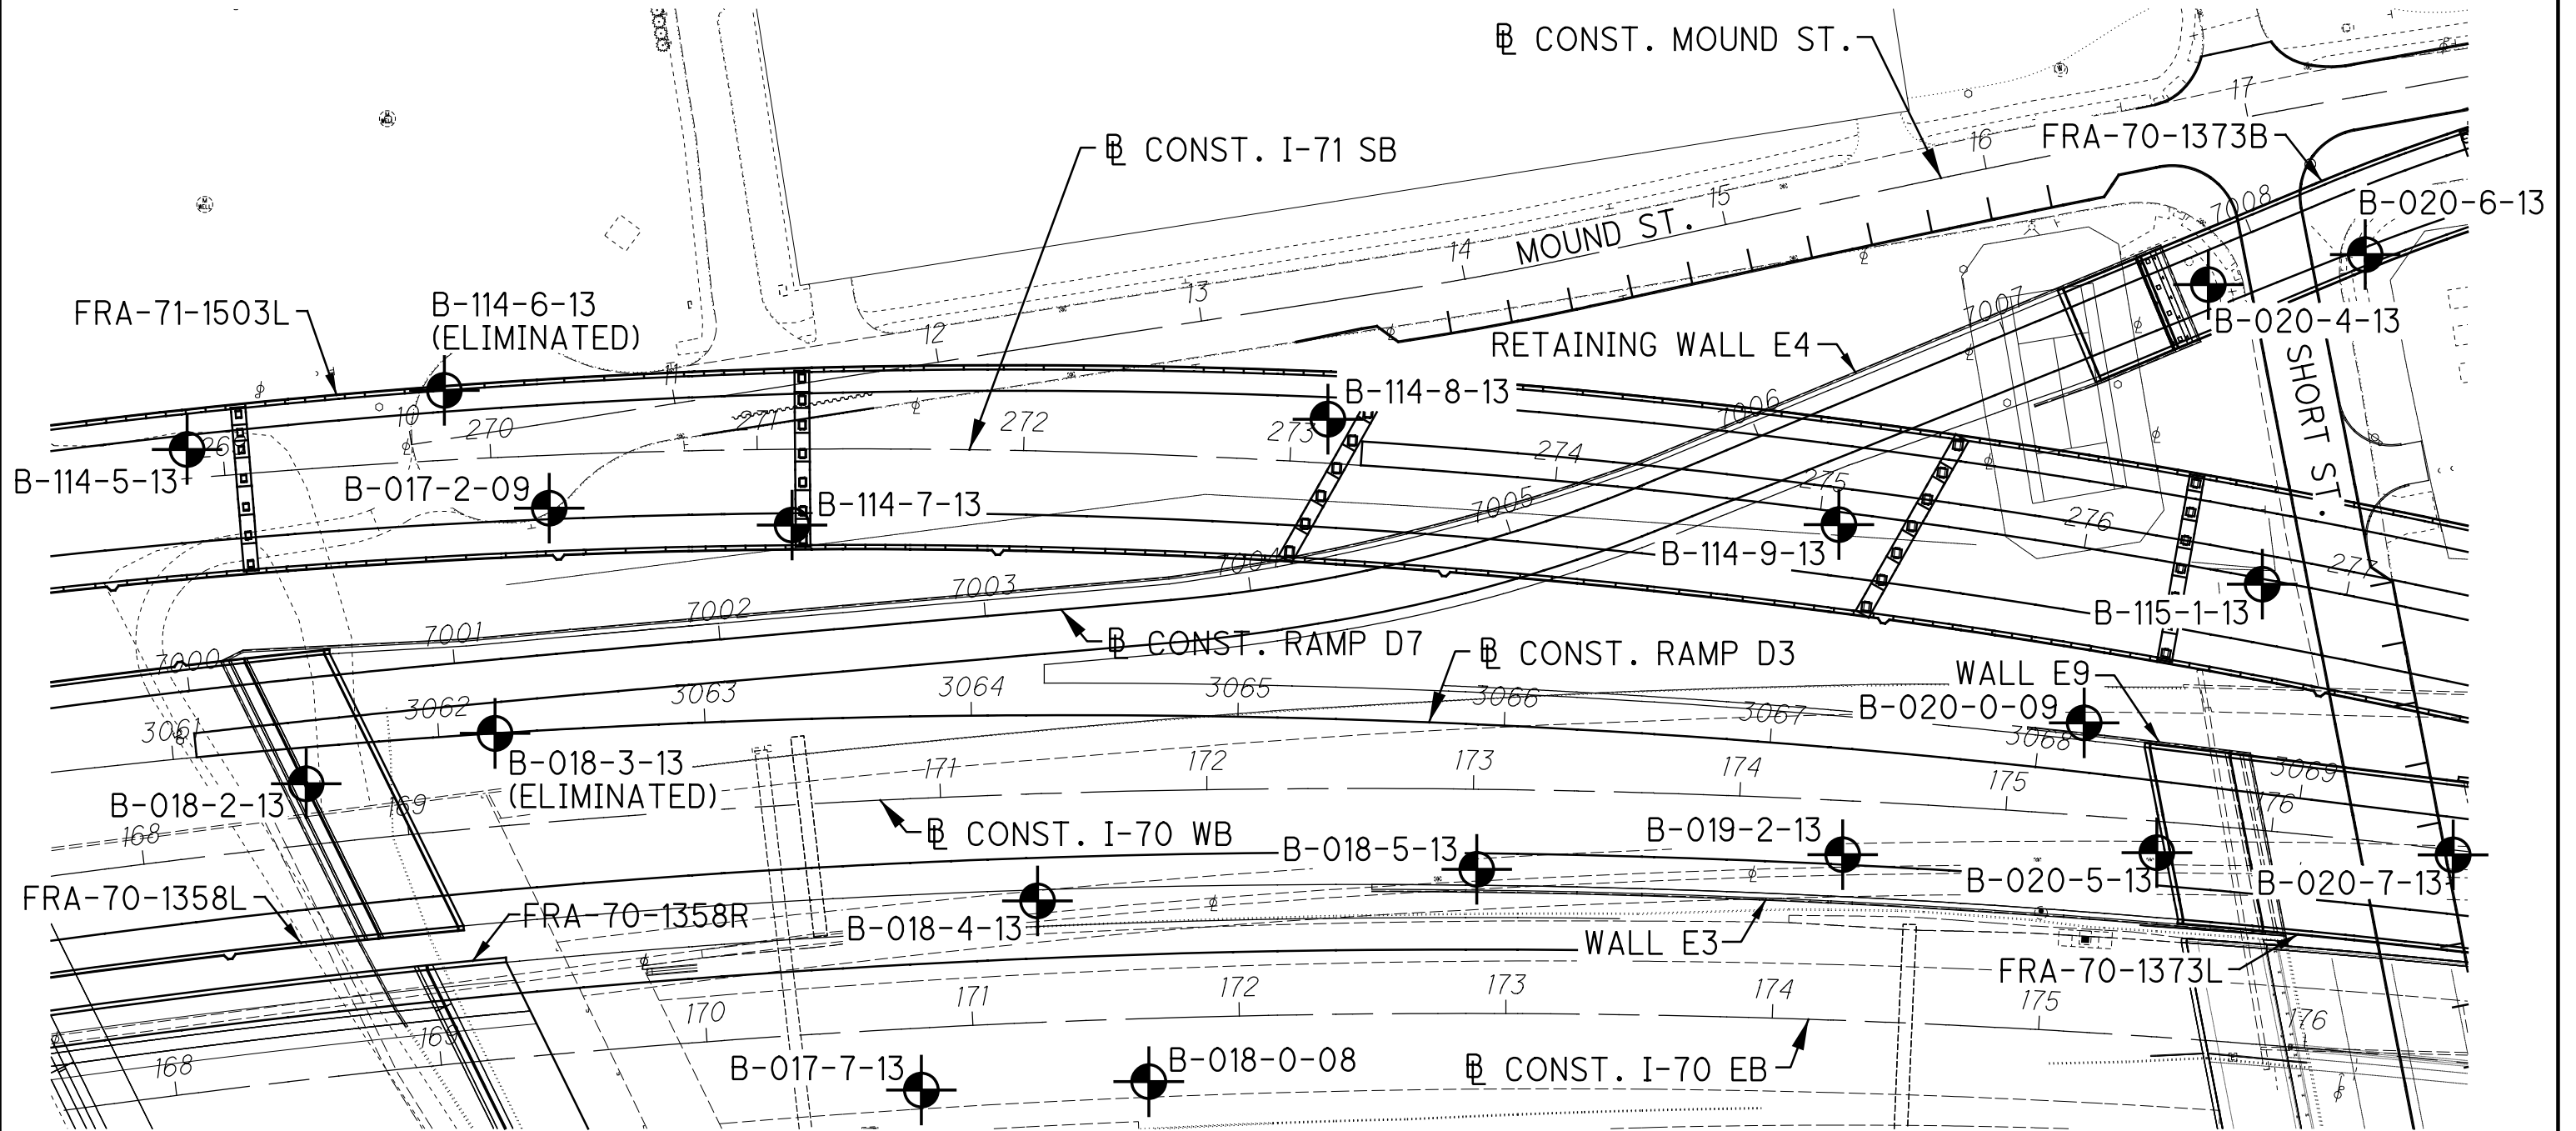 ℄ CONST. MOUND ST.
17
16
FRA-70-1373B
℄ CONST. I-71 SB
15
7008
B-020-6-13
MOUND ST.
14
13
12
11
10
7007
B-020-4-13
FRA-71-1503L
B-114-6-13
(ELIMINATED)
RETAINING WALL E4
SHORT ST.
B-114-8-13
7006
270
271
272
273
274
275
276
277
B-114-5-13
B-017-2-09
B-114-7-13
7005
B-114-9-13
7004
7003
7002
7001
7000
B-115-1-13
℄ CONST. RAMP D7
℄ CONST. RAMP D3
WALL E9
B-020-0-09
3061
3062
3063
3064
3065
3066
3067
3068
3069
B-018-3-13
(ELIMINATED)
B-018-2-13
168
169
171
172
173
174
175
176
℄ CONST. I-70 WB
B-018-5-13
B-019-2-13
B-020-5-13
B-020-7-13
FRA-70-1358L
FRA-70-1358R
B-018-4-13
WALL E3
FRA-70-1373L
168
169
170
171
172
173
174
175
176
B-017-7-13
B-018-0-08
℄ CONST. I-70 EB